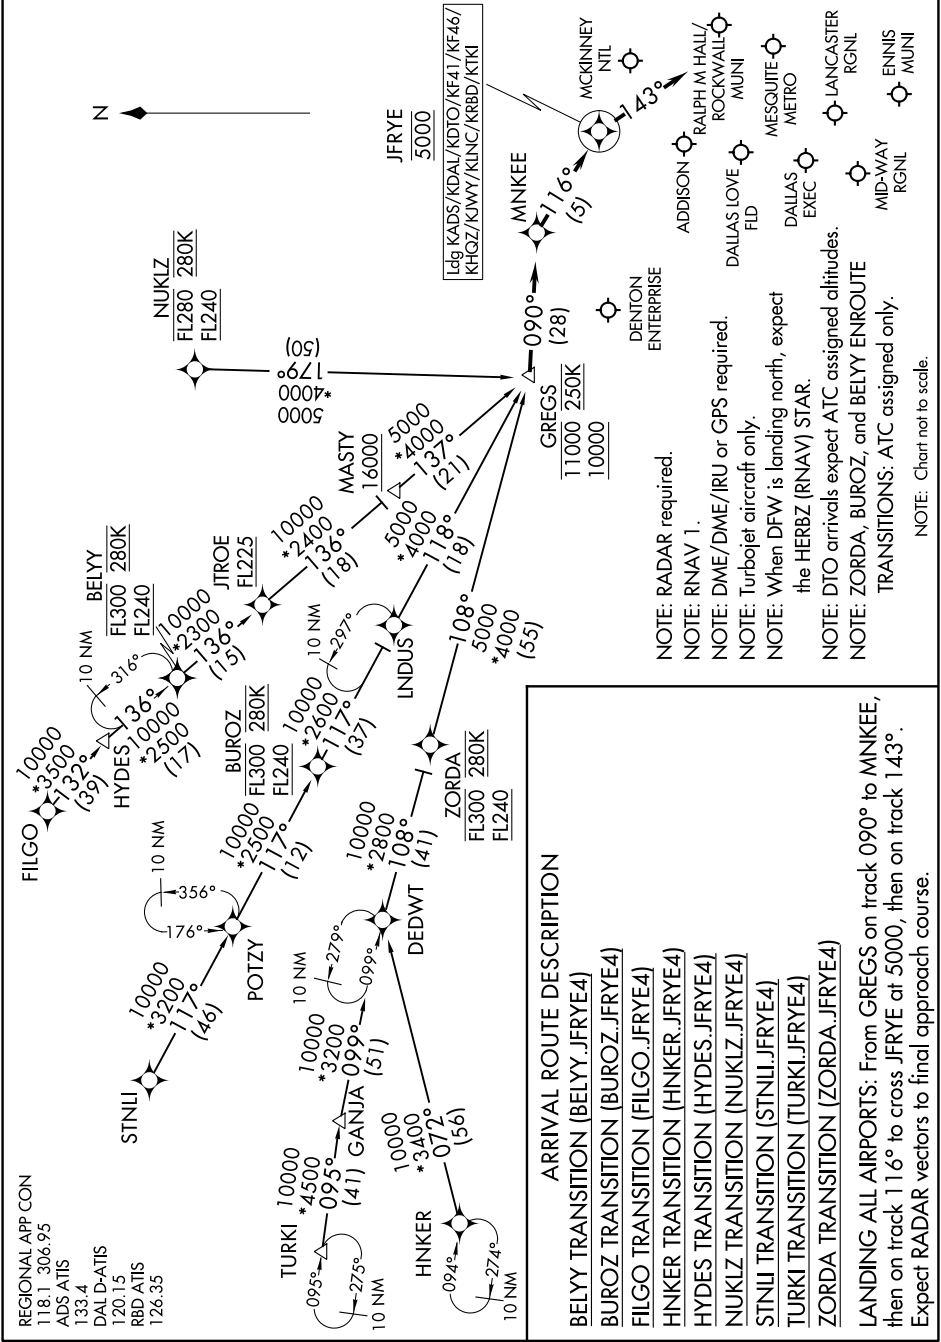 REGIONAL APP CON
118.1 306.95
ADS ATIS
133.4
DAL D-ATIS
120.15
RBD ATIS
126.35
N
NUKLZ
FL280 280K
FL240
5000
*4000
179°
(50)
JFRYE
5000
Ldg KADS/KDAL/KDTO/KF41/KF46/
KHQZ/KJWY/KLNC/KRBD/KTKI
MCKINNEY
NTL
143°
MNKEE
116°
(5)
090°
(28)
GREGS
11000 250K
10000
FILGO
10000
*3500
132°
(39)
HYDES
10 NM
316°
136°
10000
*2500
(17)
BELYY
FL300 280K
FL240
10000
*2300
136°
(15)
JTROE
FL225
10000
*2400
136°
(18)
MASTY
16000
5000
*4000
137°
(21)
STNLI
10000
*3200
117°
(46)
POTZY
10 NM
356°
176°
10000
*2500
117°
(12)
BUROZ
FL300 280K
FL240
10000
*2600
117°
(37)
10 NM
297°
LNDUS
5000
*4000
118°
(18)
TURKI
095°
275°
10 NM
10000
*4500
095°
(41)
GANJA
10000
*3200
099°
(51)
10 NM
279°
099°
DEDWT
HNKER
094°
274°
10 NM
10000
*3400
072°
(56)
10000
*2800
108°
(41)
ZORDA
FL300 280K
FL240
108°
5000
*4000
(55)
DENTON
ENTERPRISE
ADDISON
RALPH M HALL/
ROCKWALL
MUNI
DALLAS LOVE
FLD
MESQUITE
METRO
DALLAS
EXEC
LANCASTER
RGNL
MID-WAY
RGNL
ENNIS
MUNI
NOTE: RADAR required.
NOTE: RNAV 1.
NOTE: DME/DME/IRU or GPS required.
NOTE: Turbojet aircraft only.
NOTE: When DFW is landing north, expect
the HERBZ (RNAV) STAR.
NOTE: DTO arrivals expect ATC assigned altitudes.
NOTE: ZORDA, BUROZ, and BELYY ENROUTE
TRANSITIONS: ATC assigned only.
NOTE: Chart not to scale.
ARRIVAL ROUTE DESCRIPTION
BELYY TRANSITION (BELYY.JFRYE4)
BUROZ TRANSITION (BUROZ.JFRYE4)
FILGO TRANSITION (FILGO.JFRYE4)
HNKER TRANSITION (HNKER.JFRYE4)
HYDES TRANSITION (HYDES.JFRYE4)
NUKLZ TRANSITION (NUKLZ.JFRYE4)
STNLI TRANSITION (STNLI.JFRYE4)
TURKI TRANSITION (TURKI.JFRYE4)
ZORDA TRANSITION (ZORDA.JFRYE4)
LANDING ALL AIRPORTS: From GREGS on track 090° to MNKEE,
then on track 116° to cross JFRYE at 5000, then on track 143°.
Expect RADAR vectors to final approach course.